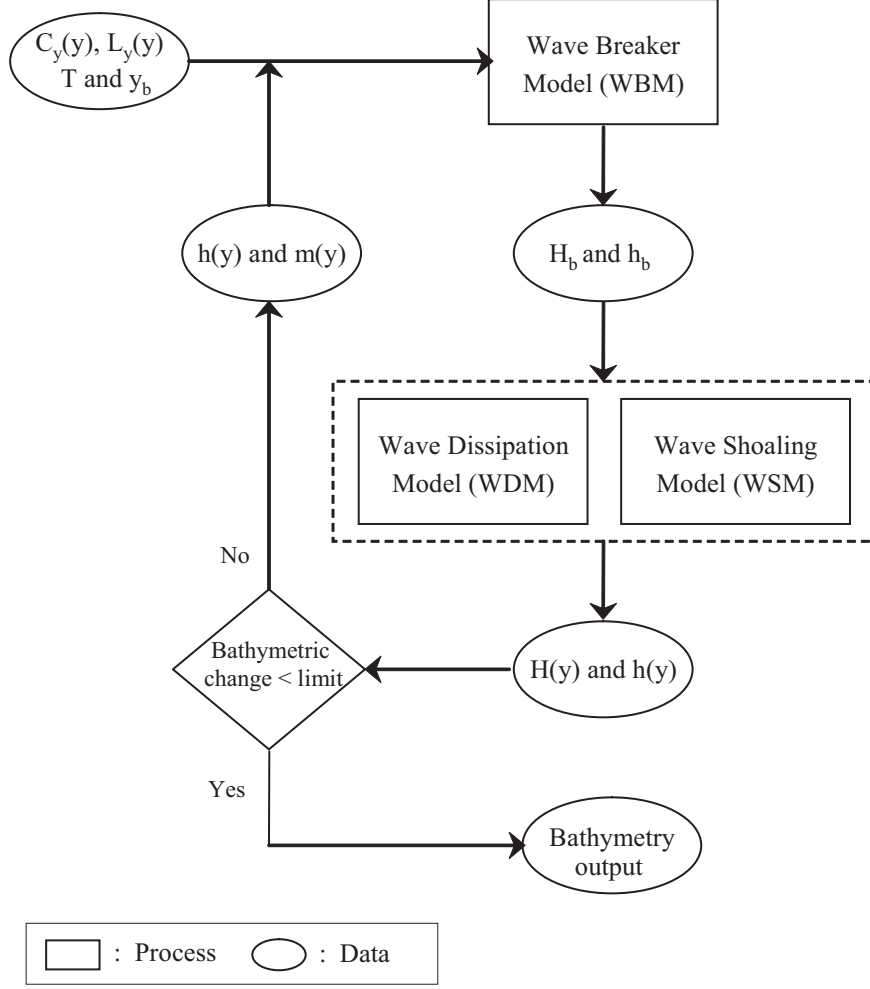 C_y(y), L_y(y)
T and y_b
Wave Breaker
Model (WBM)
h(y) and m(y)
H_b and h_b
Wave Dissipation
Model (WDM)
Wave Shoaling
Model (WSM)
No
Bathymetric
change < limit
H(y) and h(y)
Yes
Bathymetry
output
: Process
: Data